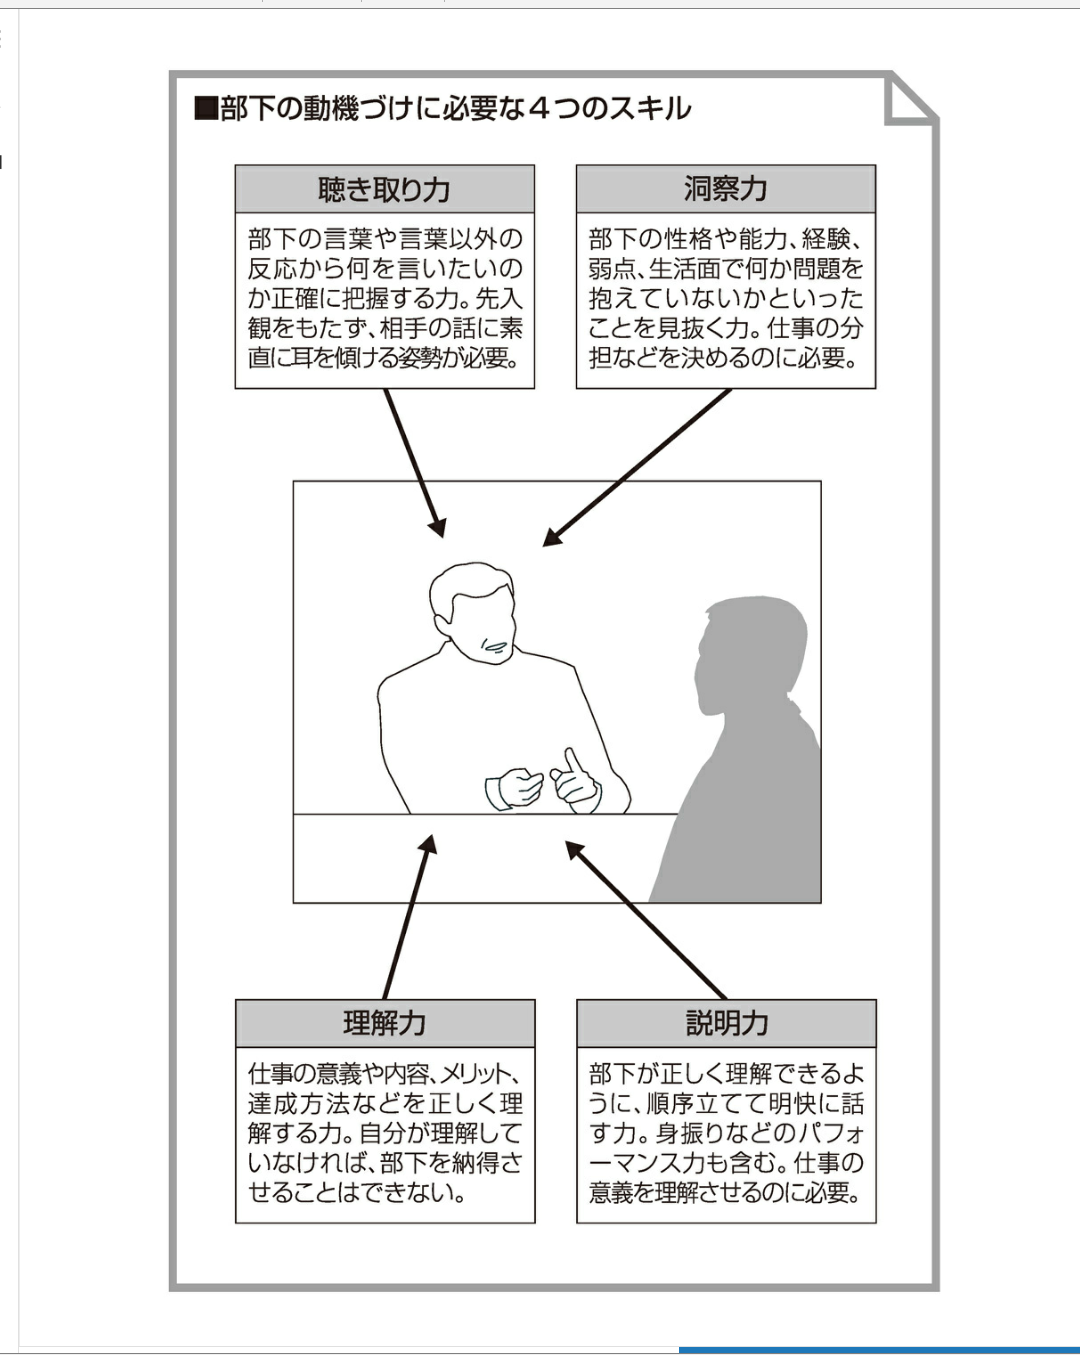 ■部下の動機づけに必要な4つのスキル
聴き取り力
部下の言葉や言葉以外の
反応から何を言いたいの
か正確に把握する力。先入
観をもたず、相手の話に素
直に耳を傾ける姿勢が必要。
洞察力
部下の性格や能力、経験、
弱点、生活面で何か問題を
抱えていないかといった
ことを見抜く力。仕事の分
担などを決めるのに必要。
理解力
仕事の意義や内容、メリット、
達成方法などを正しく理
解する力。自分が理解して
いなければ、部下を納得さ
せることはできない。
説明力
部下が正しく理解できるよ
うに、順序立てて明快に話
す力。身振りなどのパフォ
ーマンス力も含む。仕事の
意義を理解させるのに必要。